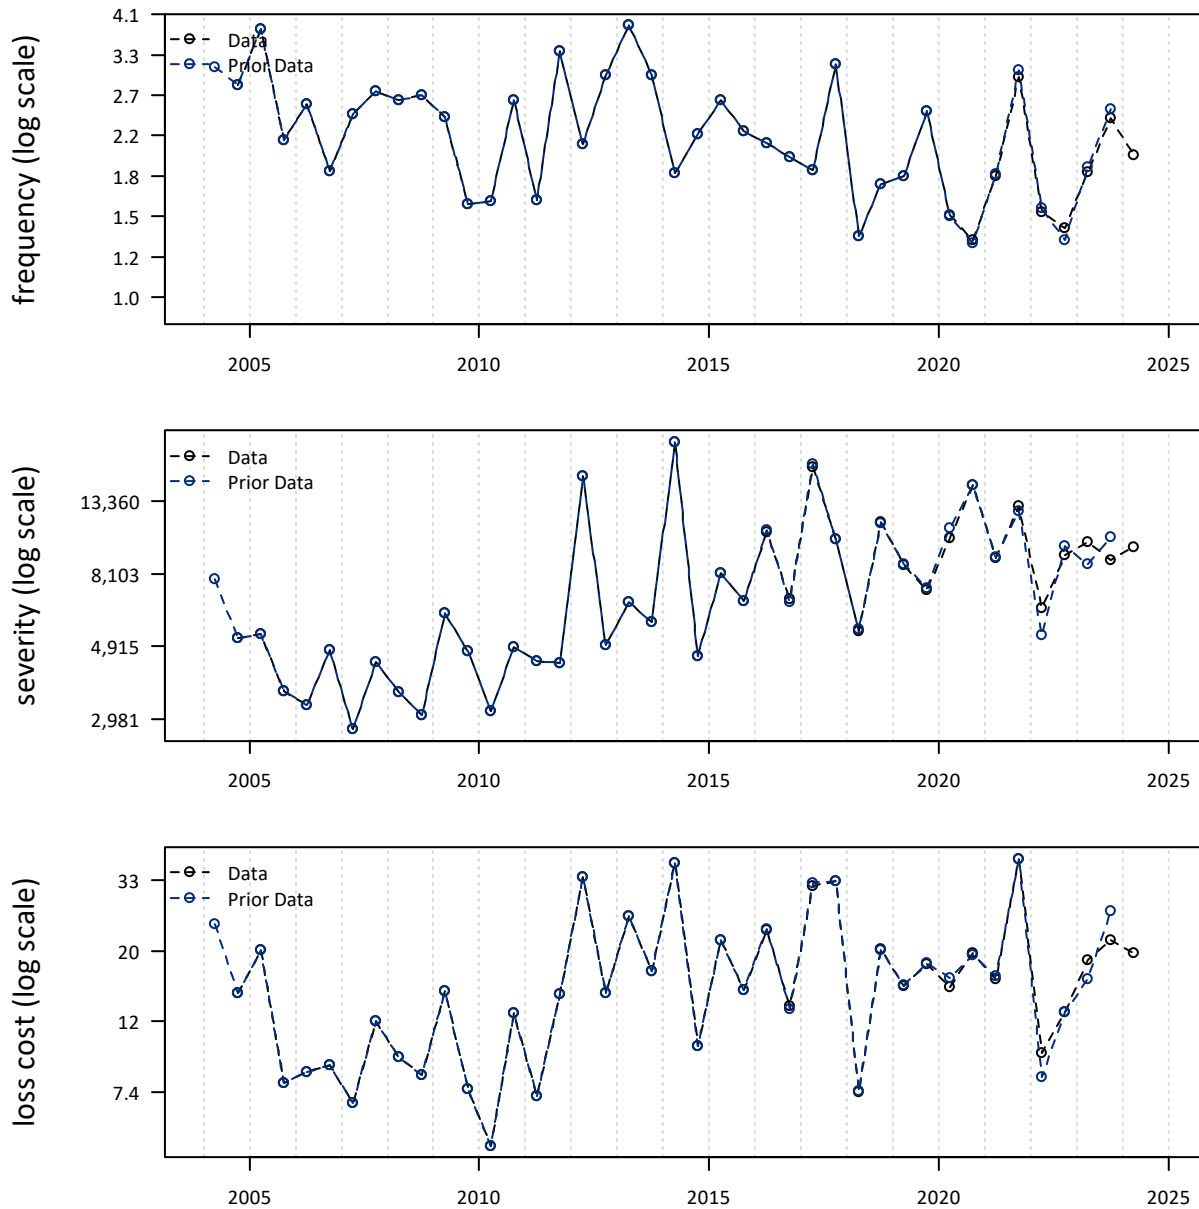 frequency (log scale)
4.1
3.3
2.7
2.2
1.8
1.5
1.2
1.0
Data
Prior Data
2005 2010 2015 2020 2025
severity (log scale)
13,360
8,103
4,915
2,981
Data
Prior Data
2005 2010 2015 2020 2025
loss cost (log scale)
33
20
12
7.4
Data
Prior Data
2005 2010 2015 2020 2025